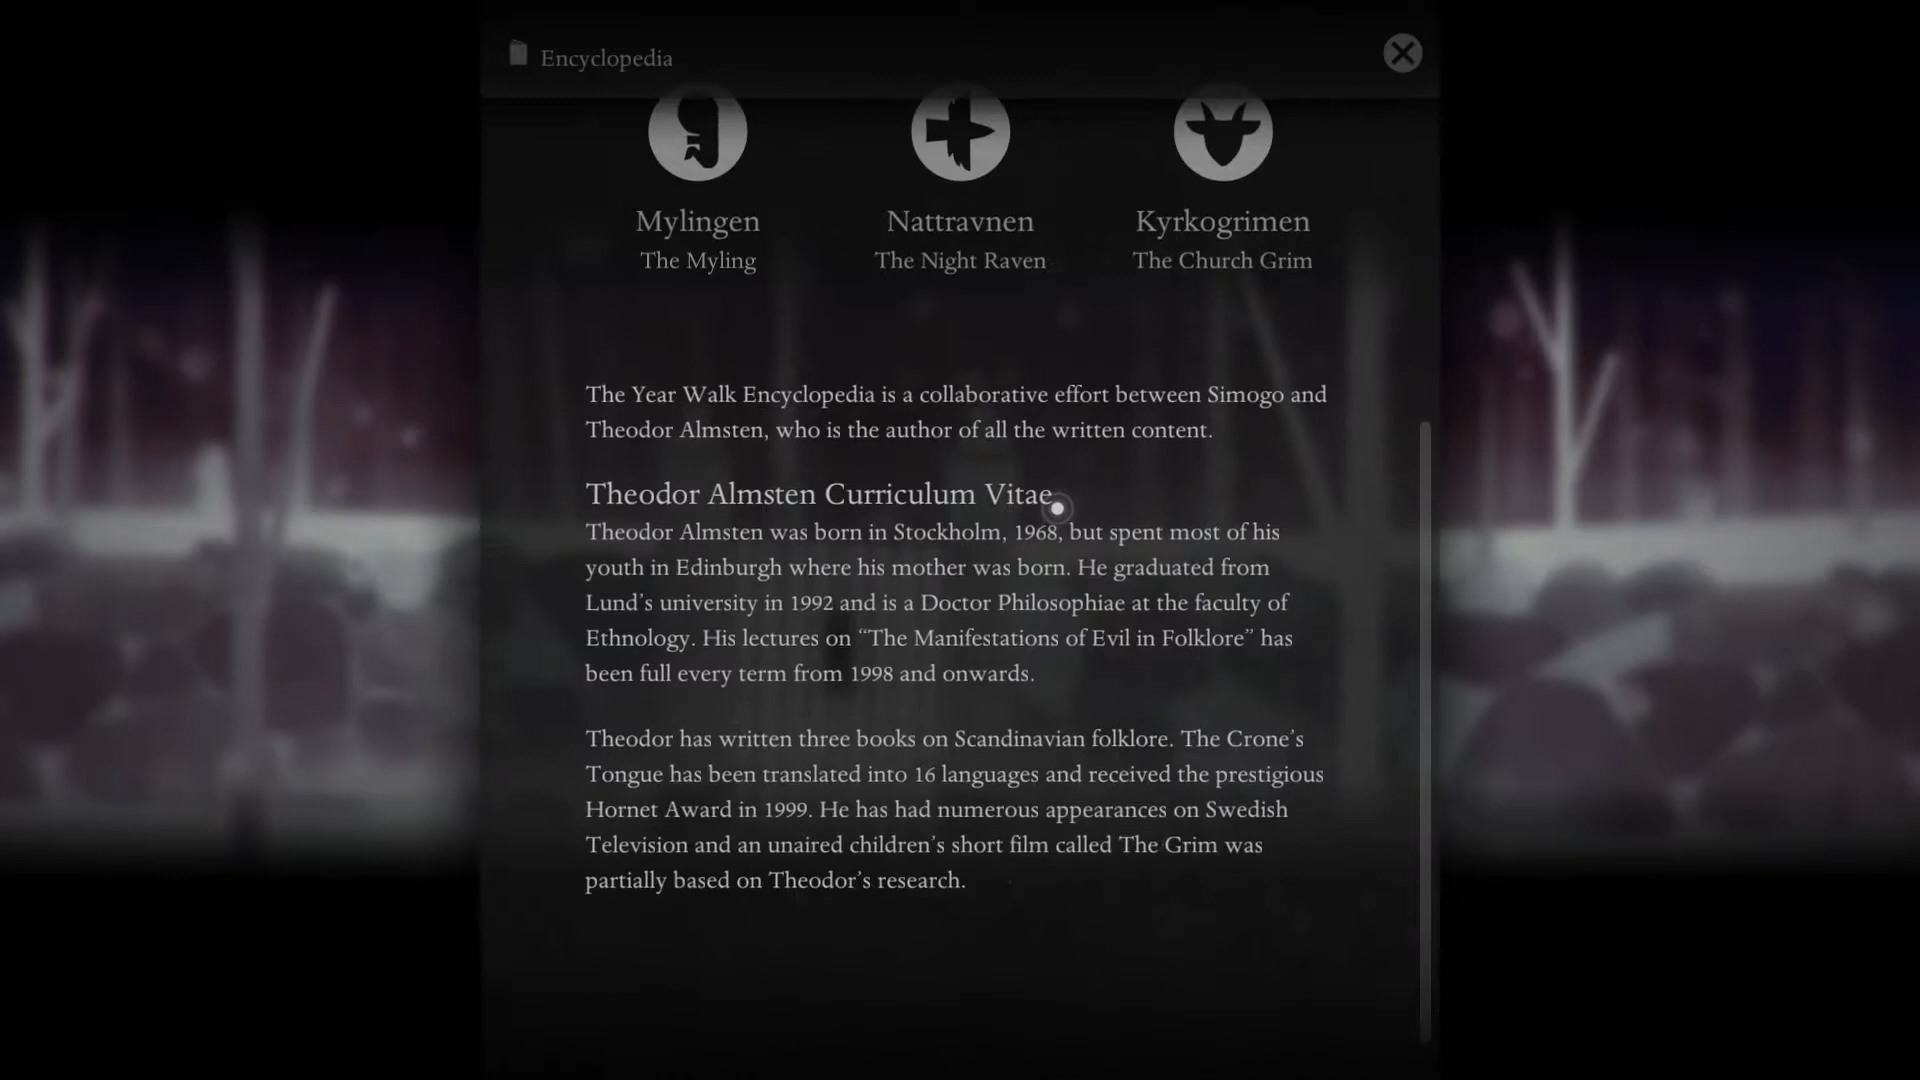 Encyclopedia
Mylingen
The Myling
Nattravnen
The Night Raven
Kyrkogrimen
The Church Grim
The Year Walk Encyclopedia is a collaborative effort between Simogo and
Theodor Almsten, who is the author of all the written content.
Theodor Almsten Curriculum Vitae
Theodor Almsten was born in Stockholm, 1968, but spent most of his
youth in Edinburgh where his mother was born. He graduated from
Lund’s university in 1992 and is a Doctor Philosophiae at the faculty of
Ethnology. His lectures on “The Manifestations of Evil in Folklore” has
been full every term from 1998 and onwards.
Theodor has written three books on Scandinavian folklore. The Crone’s
Tongue has been translated into 16 languages and received the prestigious
Hornet Award in 1999. He has had numerous appearances on Swedish
Television and an unaired children’s short film called The Grim was
partially based on Theodor’s research.